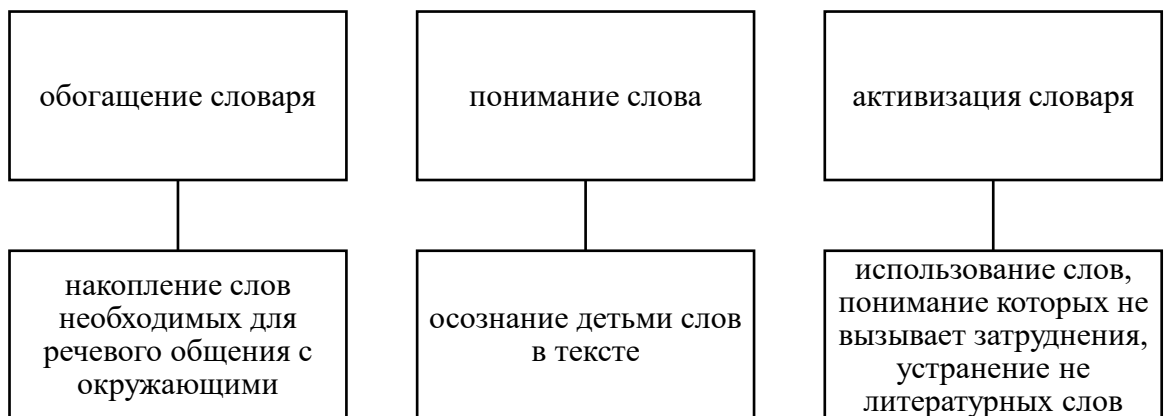 обогащение словаря
понимание слова
активизация словаря
накопление слов
необходимых для
речевого общения с
окружающими
осознание детьми слов
в тексте
использование слов,
понимание которых не
вызывает затруднения,
устранение не
литературных слов